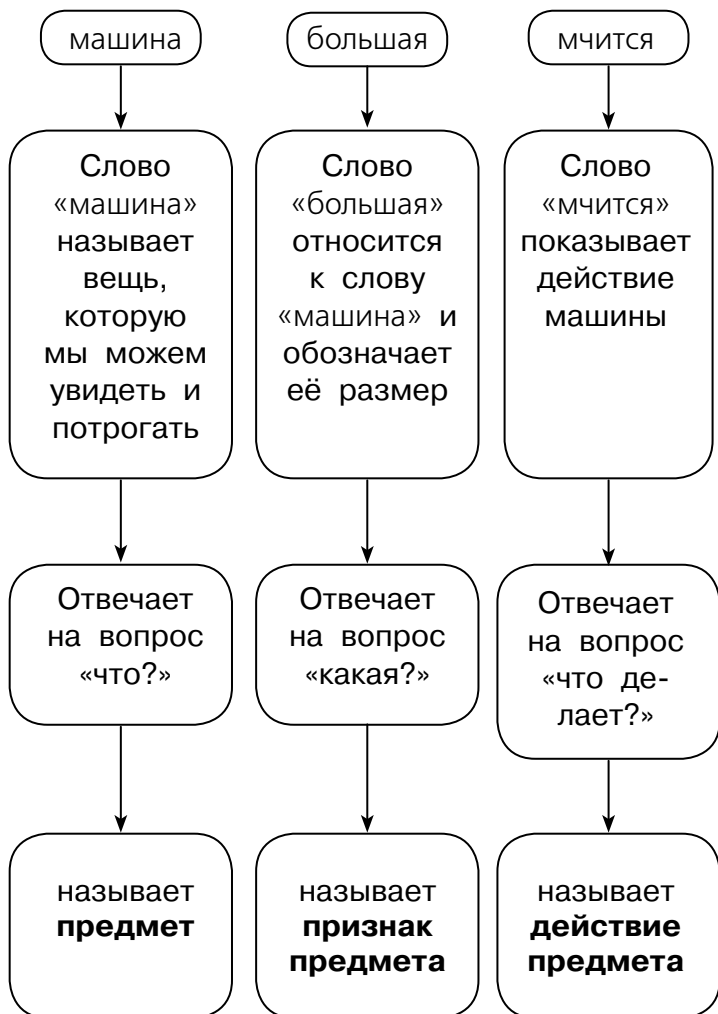 машина
большая
мчится
Слово
«машина»
называет
вещь,
которую
мы можем
увидеть и
потрогать
Слово
«большая»
относится
к слову
«машина» и
обозначает
её размер
Слово
«мчится»
показывает
действие
машины
Отвечает
на вопрос
«что?»
Отвечает
на вопрос
«какая?»
Отвечает
на вопрос
«что де-
лает?»
называет
предмет
называет
признак
предмета
называет
действие
предмета